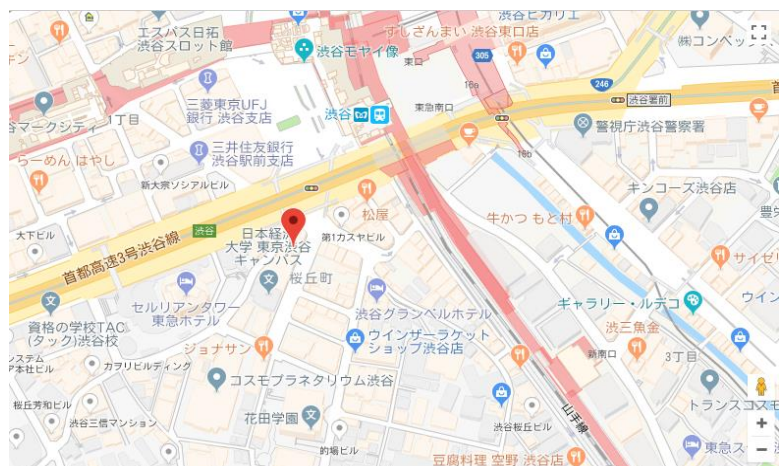 エスパス日拓
渋谷スロット館
渋谷モヤイ像
すしざんまい 渋谷東口店
渋谷ヒカリエ
㈱コンベックス
東口
305
16a
246
渋谷署前
三菱東京UFJ
銀行 渋谷支店
渋谷
東急南口
警視庁渋谷警察署
谷マークシティ
1丁目
らーめん はやし
三井住友銀行
渋谷駅前支店
16b
キンコーズ渋谷店
新大宗ソシアルビル
松屋
牛かつ もと村
大下ビル
渋谷
日本経済
大学 東京渋谷
キャンパス
第1カスヤビル
サイゼリ
首都高速3号渋谷線
桜丘町
セルリアンタワー
東急ホテル
渋谷グランベルホテル
ギャラリー・ルデコ
ウイン
資格の学校TAC
(タック)渋谷校
ジョナサン
ウインザーラケット
ショップ渋谷店
渋三魚金
新南口
3丁目
システム
ア本社ビル
カヲリビルディング
コスモプラネタリウム渋谷
トランスコスモ
桜丘芳和ビル
渋谷三信マンション
花田学園
山手線
渋谷桜丘ビル
的場ビル
豆腐料理 空野 渋谷店
東急ス